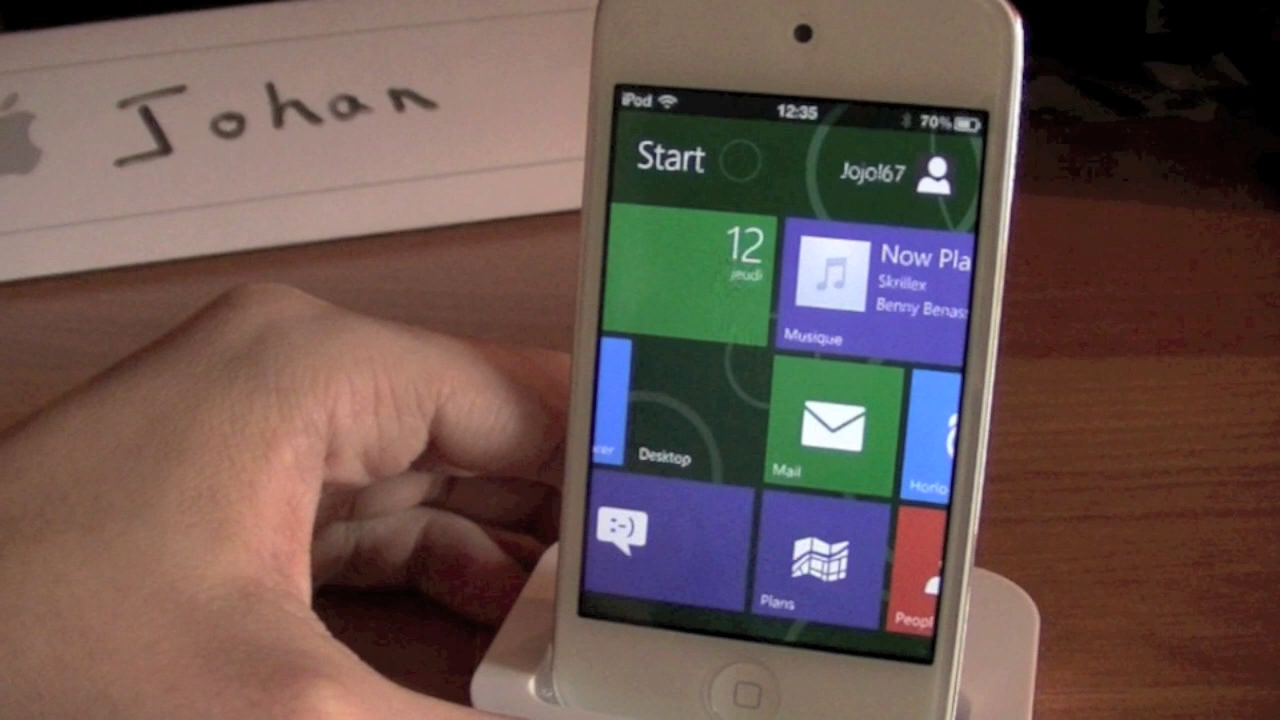 Johan
iPod 12:35 70%
Start
Jojo!67
12
jeudi
Now Pla
Skrillex
Benny Benas
Musique
cer
Desktop
Mail
Horlo
:-)
Plans
Peopl